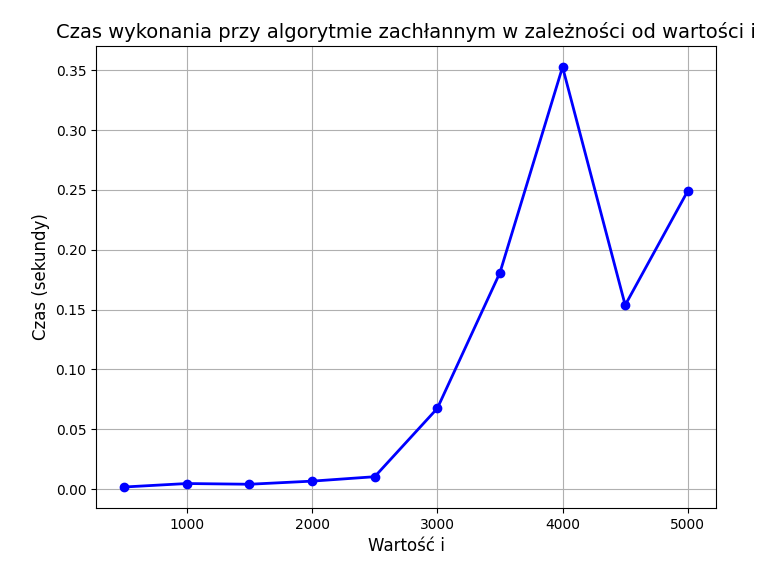 Czas wykonania przy algorytmie zachłannym w zależności od wartości i
0.35
0.30
0.25
0.20
0.15
0.10
0.05
0.00
Czas (sekundy)
1000 2000 3000 4000 5000
Wartość i